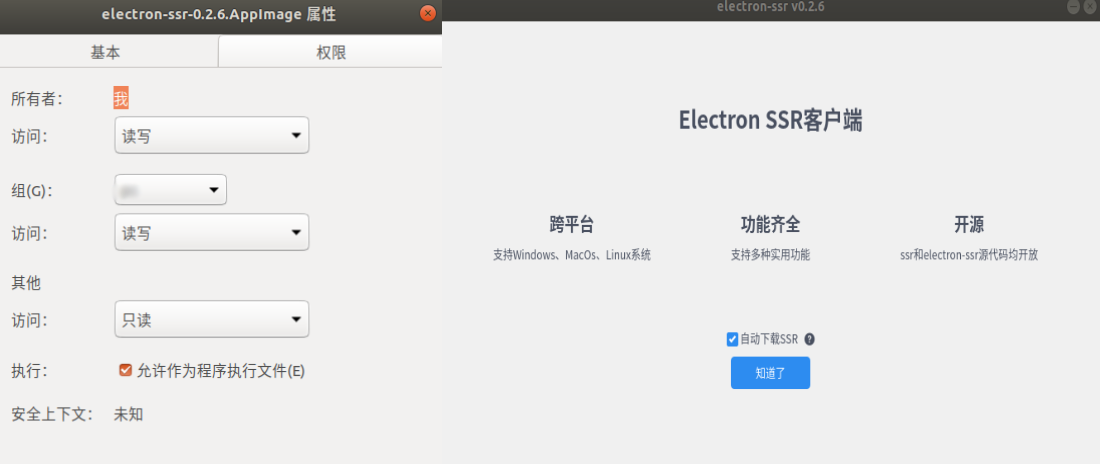 electron-ssr-0.2.6.AppImage 属性
基本
权限
所有者：
我
访问：
读写
组(G)：
访问：
读写
其他
访问：
只读
执行：
允许作为程序执行文件(E)
安全上下文：
未知
electron-ssr v0.2.6
Electron SSR客户端
跨平台
支持Windows、MacOs、Linux系统
功能齐全
支持多种实用功能
开源
ssr和electron-ssr源代码均开放
自动下载SSR ?
知道了